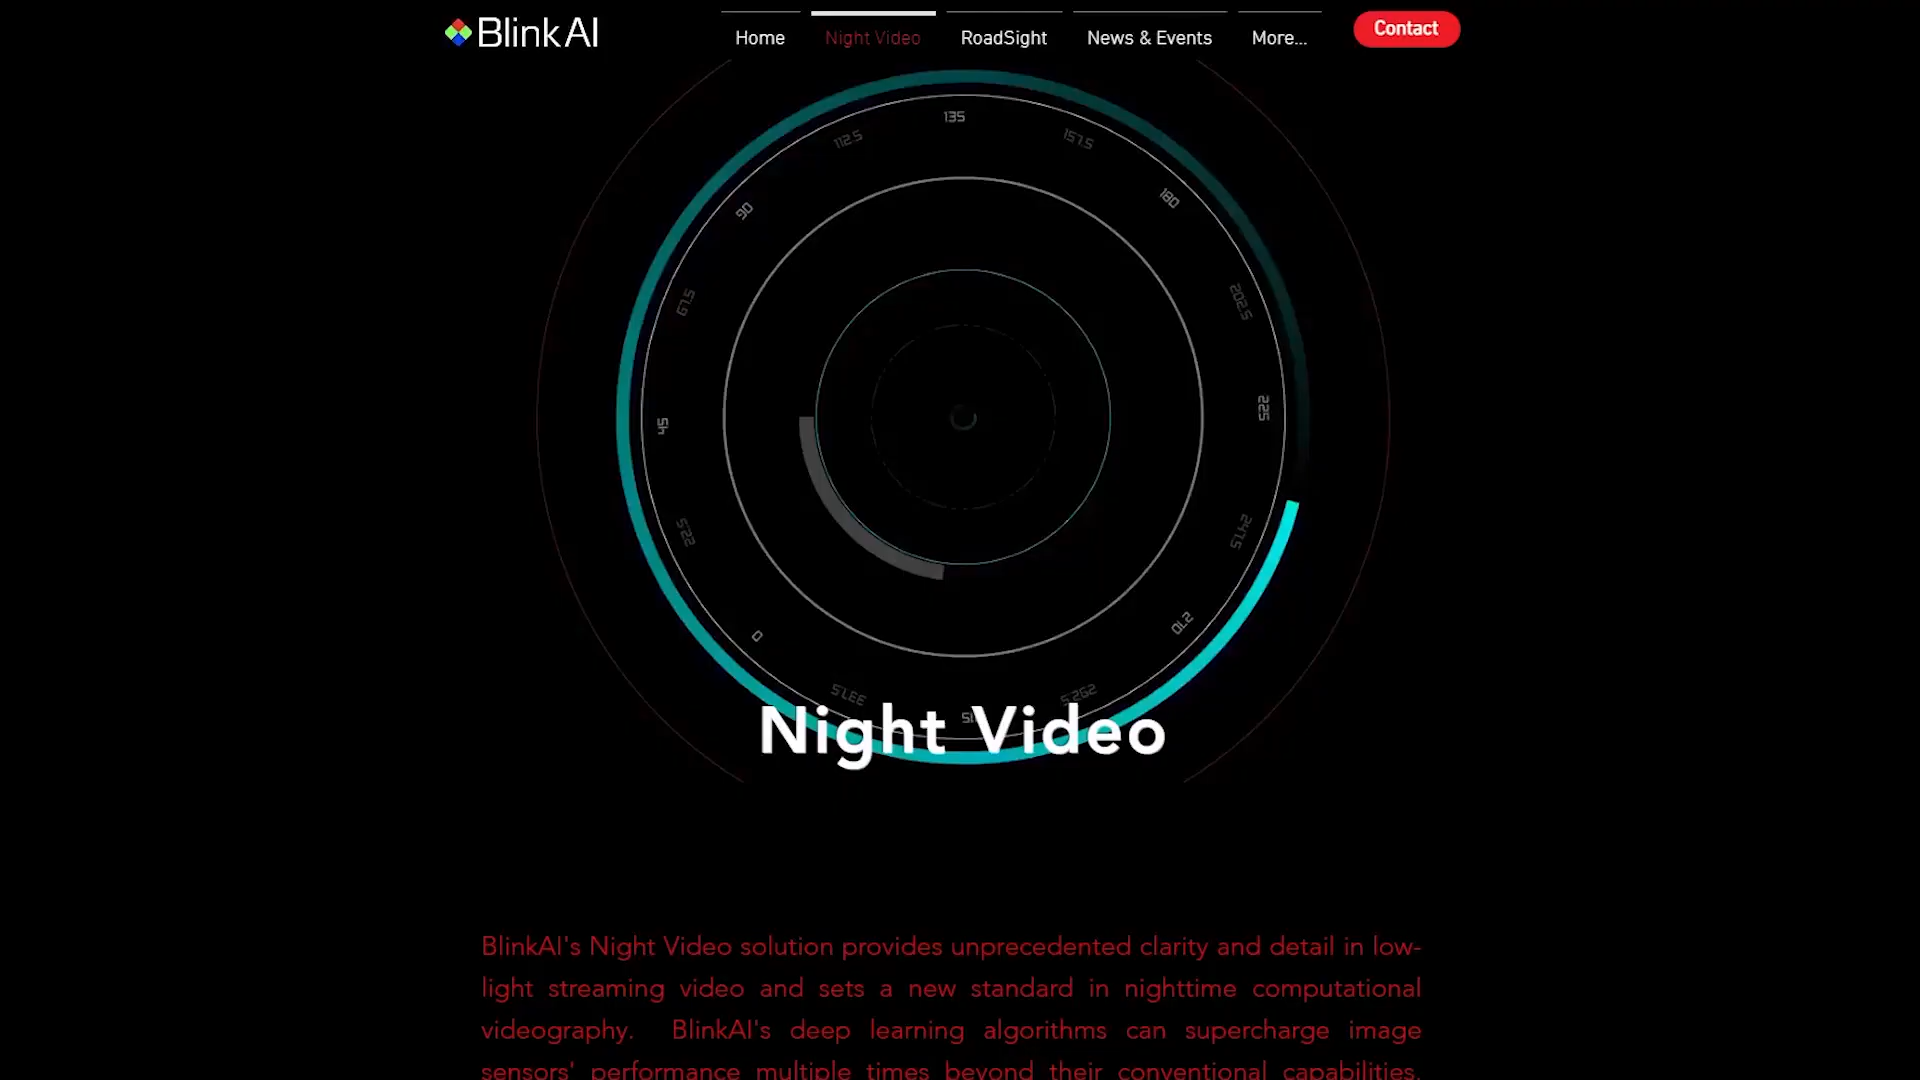 BlinkAI
Home Night Video RoadSight News & Events More... Contact
135
112.5 157.5
90 180
67.5 202.5
45 225
22.5 247.5
0 270
337.5 292.5
Night Video
BlinkAI's Night Video solution provides unprecedented clarity and detail in low-
light streaming video and sets a new standard in nighttime computational
videography. BlinkAI's deep learning algorithms can supercharge image
sensors' performance multiple times beyond their conventional capabilities.